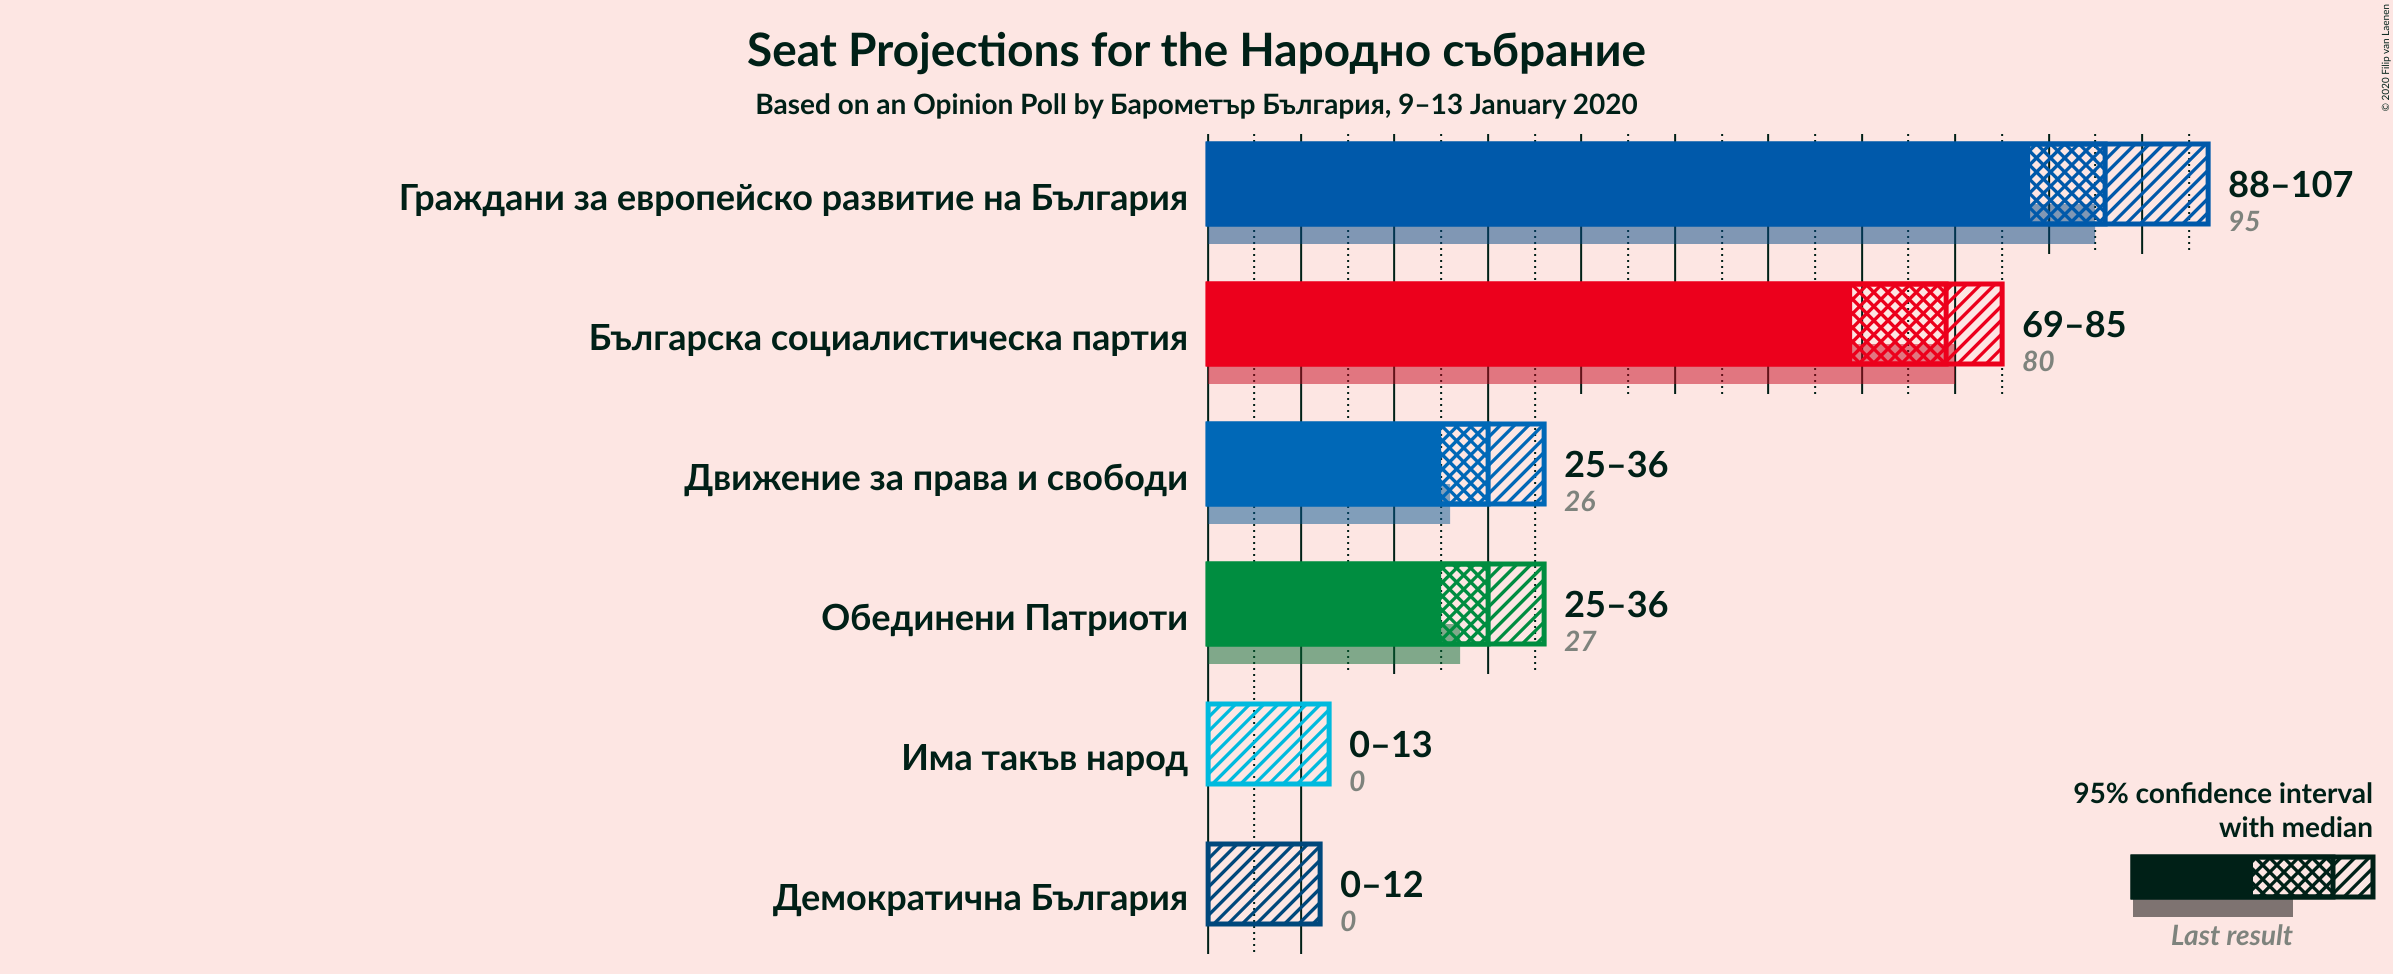 Seat Projections for the Народно събрание
Based on an Opinion Poll by Барометър България, 9–13 January 2020
© 2020 Filip van Laenen
Граждани за европейско развитие на България
88–107
95
Българска социалистическа партия
69–85
80
Движение за права и свободи
25–36
26
Обединени Патриоти
25–36
27
Има такъв народ
0–13
0
Демократична България
0–12
0
95% confidence interval
with median
Last result